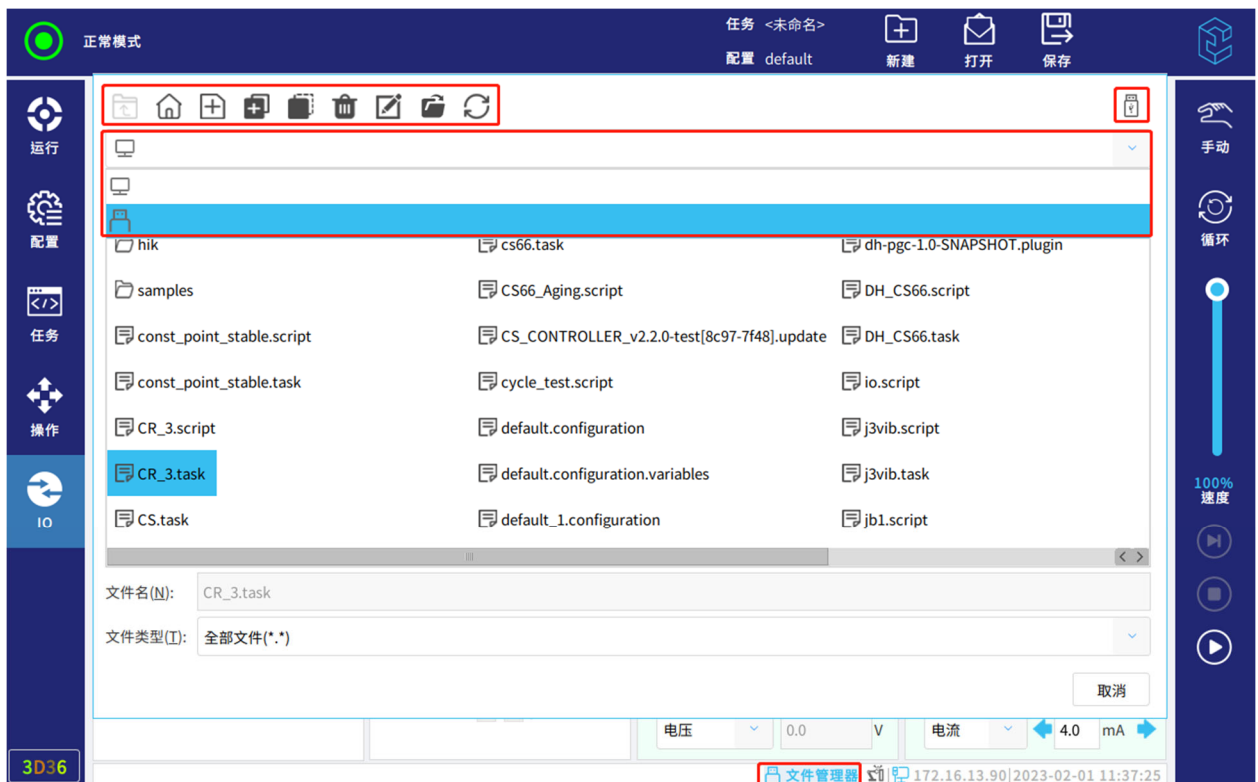 正常模式
任务 <未命名>
配置 default
新建
打开
保存
运行
配置
任务
操作
IO
3D36
hik
cs66.task
dh-pgc-1.0-SNAPSHOT.plugin
samples
CS66_Aging.script
DH_CS66.script
const_point_stable.script
CS_CONTROLLER_v2.2.0-test[8c97-7f48].update
DH_CS66.task
const_point_stable.task
cycle_test.script
io.script
CR_3.script
default.configuration
j3vib.script
CR_3.task
default.configuration.variables
j3vib.task
CS.task
default_1.configuration
jb1.script
文件名(N): CR_3.task
文件类型(T): 全部文件(*.*)
取消
手动
循环
100%
速度
电压 0.0 V
电流 4.0 mA
文件管理器
172.16.13.90|2023-02-01 11:37:25